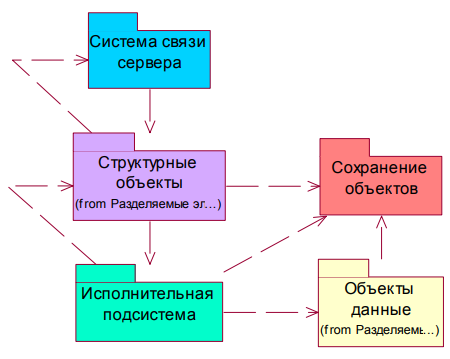 Система связи
сервера
Структурные
объекты
(from Разделяемые эл...)
Сохранение
объектов
Исполнительная
подсистема
Объекты
данные
(from Разделяемы...)